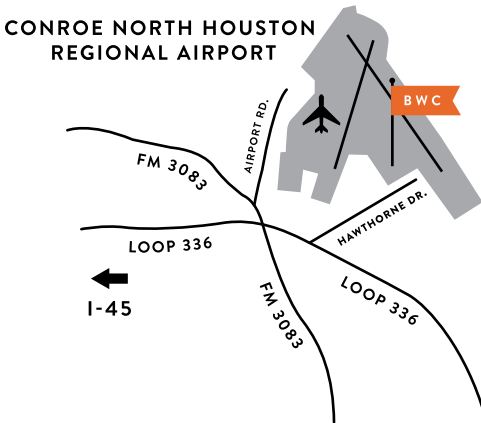 CONROE NORTH HOUSTON
REGIONAL AIRPORT
BWC
AIRPORT RD.
FM 3083
HAWTHORNE DR.
LOOP 336
I-45
FM 3083
LOOP 336